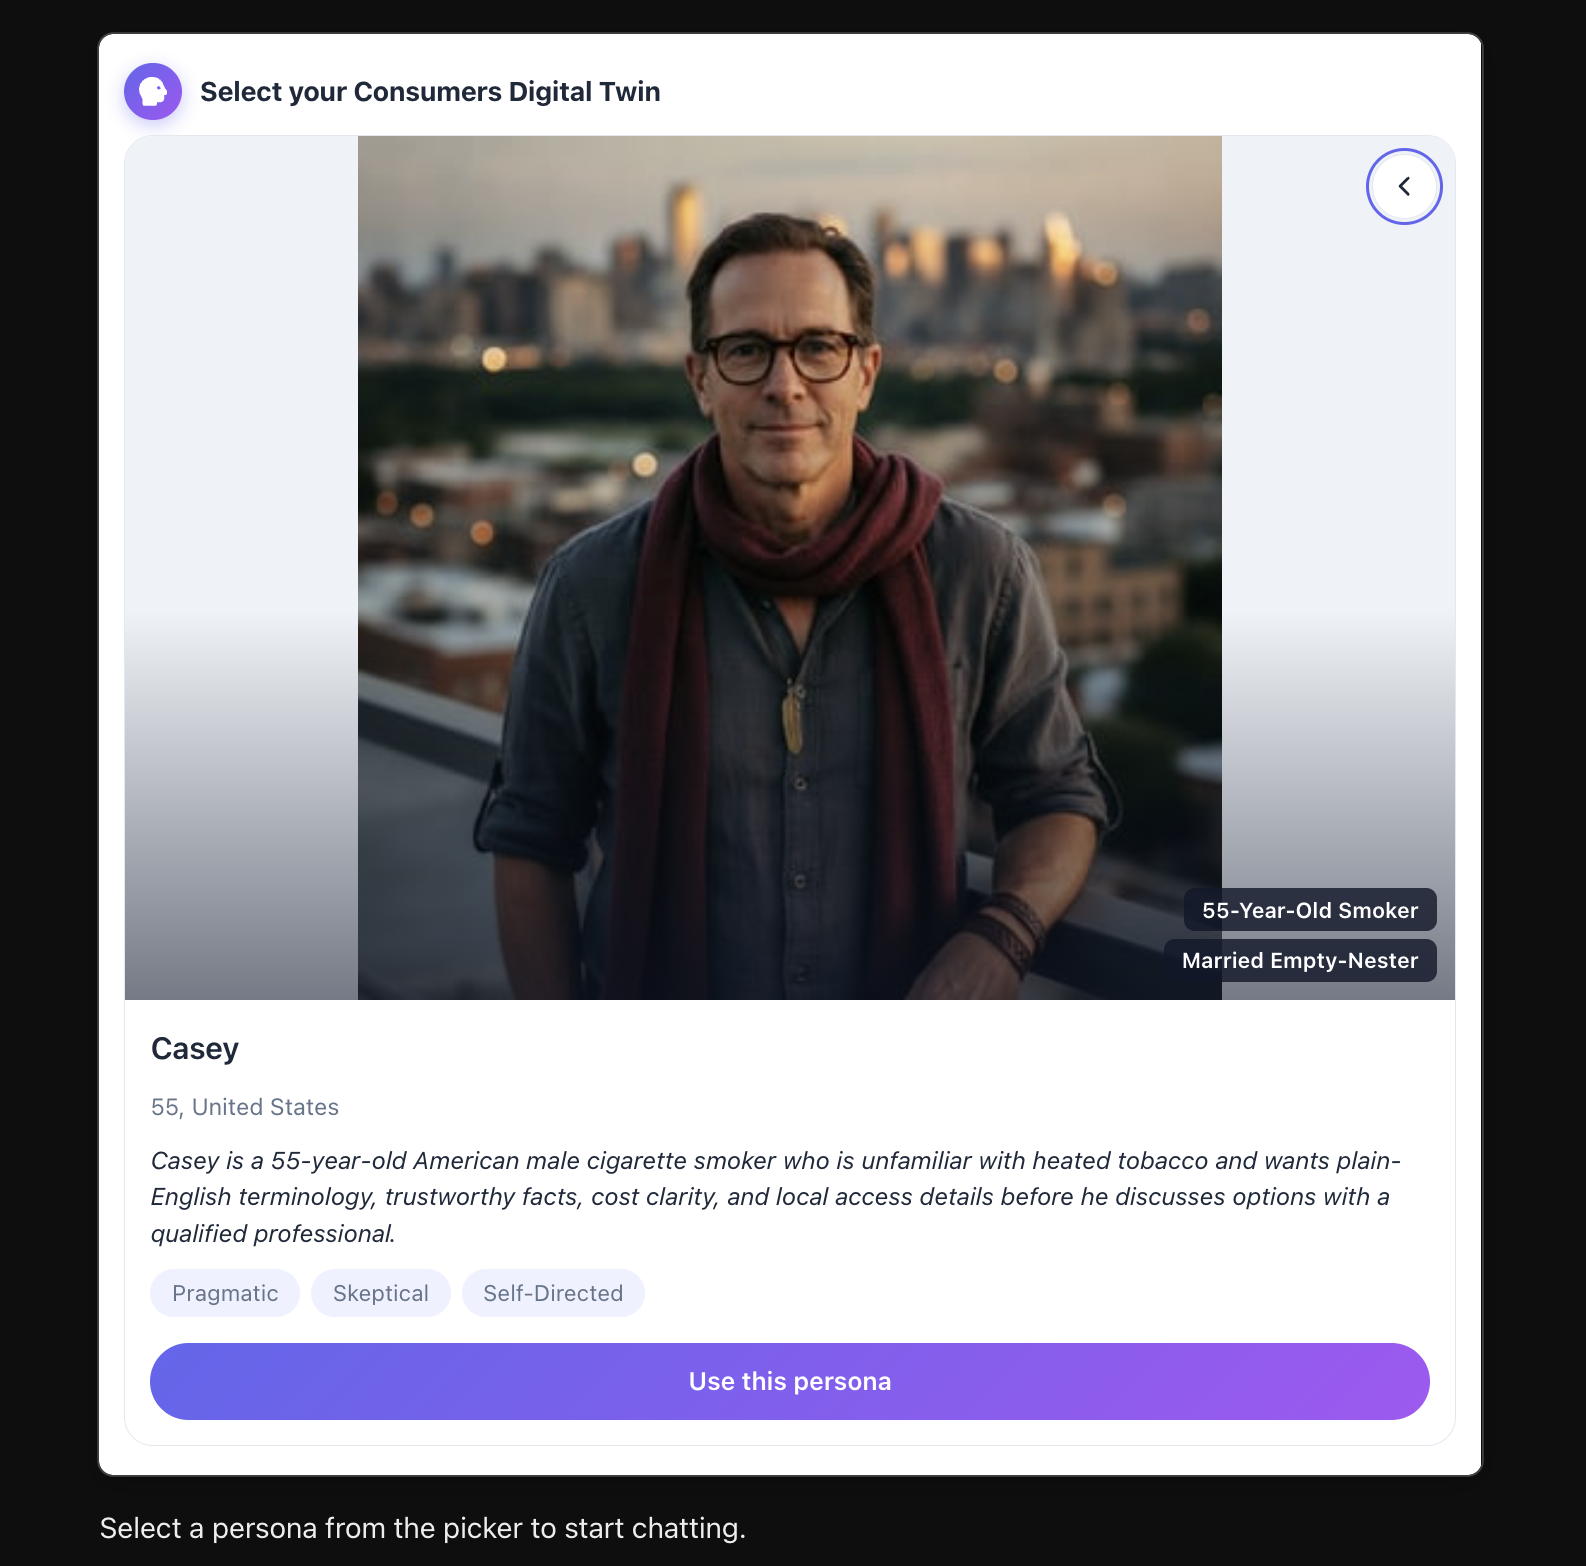 Select your Consumers Digital Twin
55-Year-Old Smoker
Married Empty-Nester
Casey
55, United States
Casey is a 55-year-old American male cigarette smoker who is unfamiliar with heated tobacco and wants plain-
English terminology, trustworthy facts, cost clarity, and local access details before he discusses options with a
qualified professional.
Pragmatic
Skeptical
Self-Directed
Use this persona
Select a persona from the picker to start chatting.